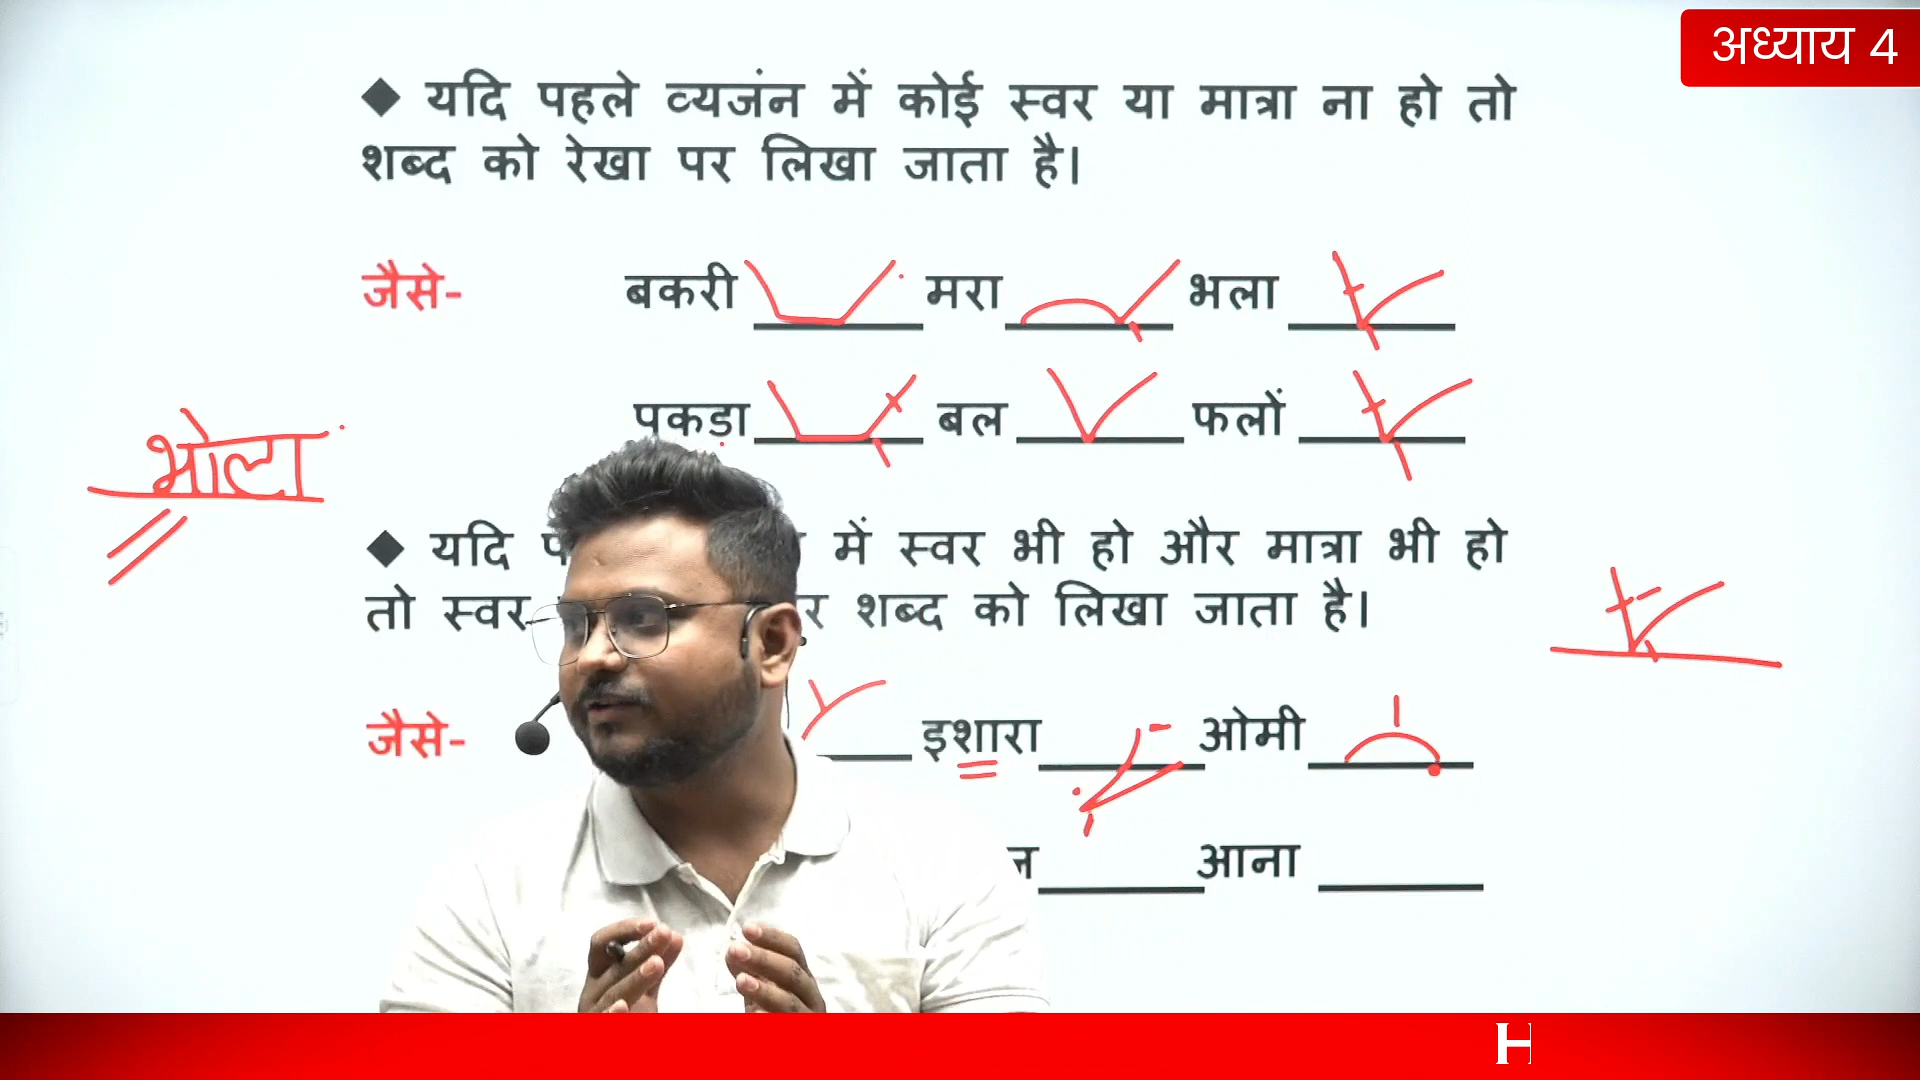 अध्याय 4
◆ यदि पहले व्यजंन में कोई स्वर या मात्रा ना हो तो
शब्द को रेखा पर लिखा जाता है।
जैसे- बकरी मरा भला
पकड़ा बल फलों
भोला
◆ यदि में स्वर भी हो और मात्रा भी हो
तो स्वर शब्द को लिखा जाता है।
जैसे- इशारा ओमी
आना
H